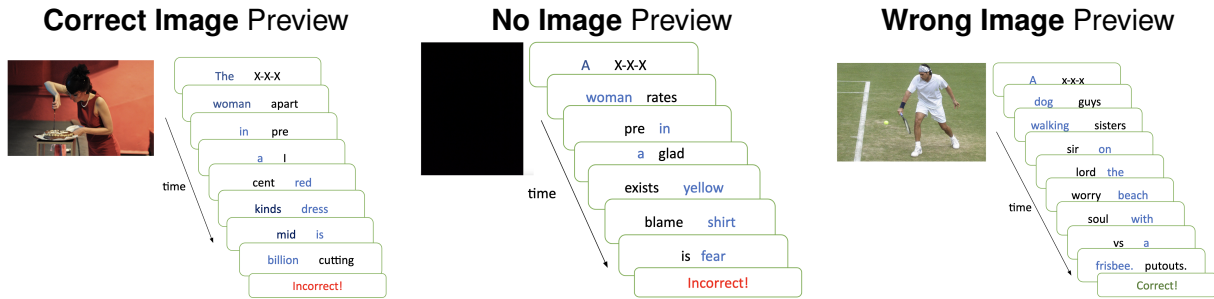 Correct Image Preview
The X-X-X
woman apart
in pre
a I
cent red
kinds dress
mid is
billion cutting
Incorrect!
time
No Image Preview
A X-X-X
woman rates
pre in
a glad
exists yellow
blame shirt
is fear
Incorrect!
time
Wrong Image Preview
A x-x-x
dog guys
walking sisters
sir on
lord the
worry beach
soul with
vs a
frisbee. putouts.
Correct!
time